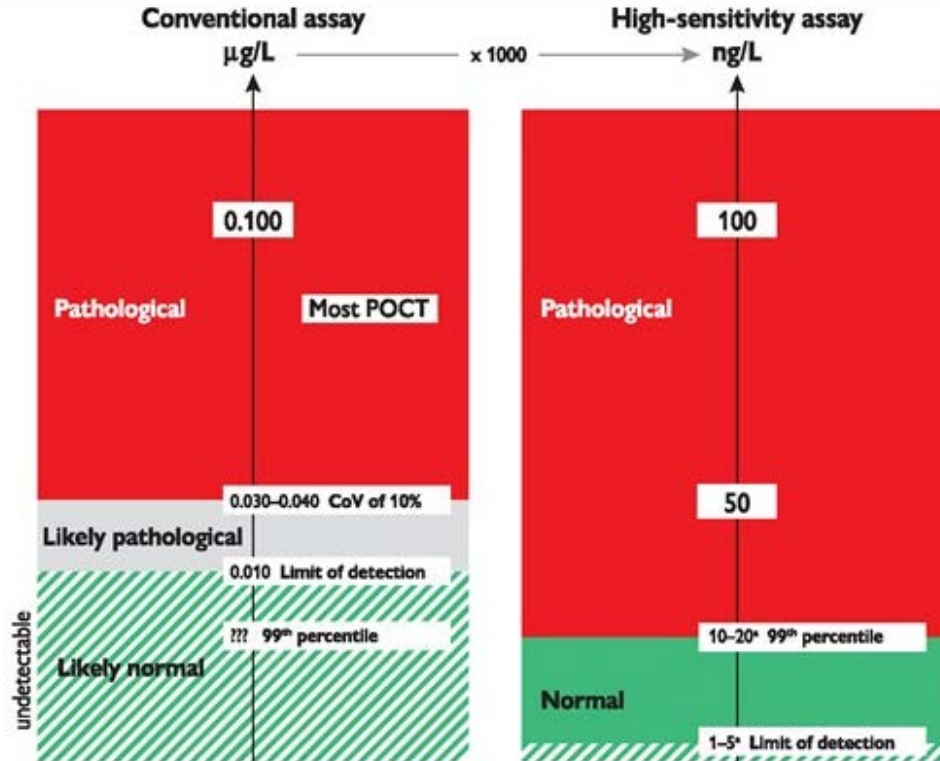 Conventional assay
µg/L
x 1000
High-sensitivity assay
ng/L
0.100
Pathological
Most POCT
0.030–0.040 CoV of 10%
Likely pathological
0.010 Limit of detection
??? 99th percentile
Likely normal
undetectable
100
Pathological
50
10–20ᵃ 99th percentile
Normal
1–5ᵃ Limit of detection